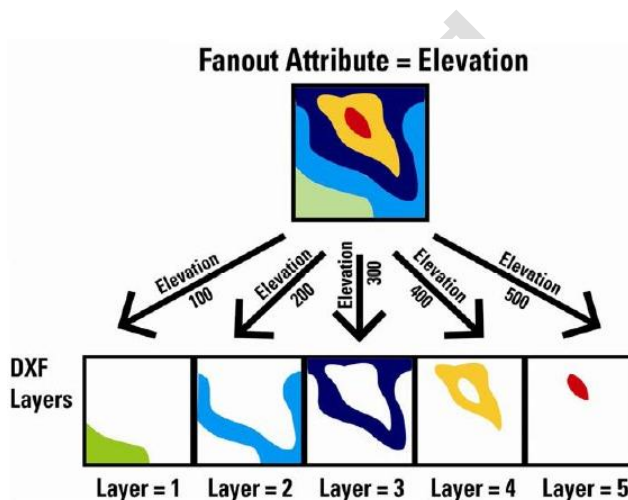 Fanout Attribute = Elevation
Elevation
100
Elevation
200
Elevation
300
Elevation
400
Elevation
500
DXF
Layers
Layer = 1
Layer = 2
Layer = 3
Layer = 4
Layer = 5